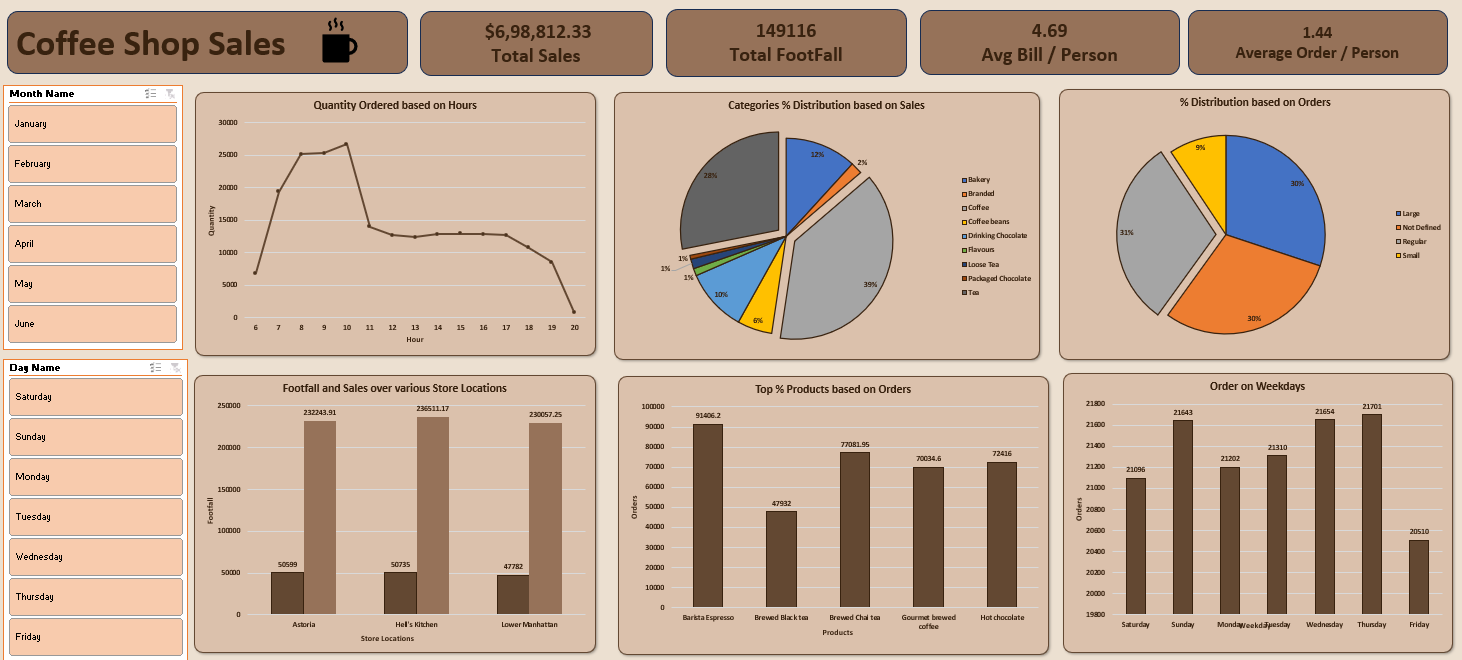 Coffee Shop Sales
$6,98,812.33
Total Sales
149116
Total FootFall
4.69
Avg Bill / Person
1.44
Average Order / Person
Month Name
January
February
March
April
May
June
Day Name
Saturday
Sunday
Monday
Tuesday
Wednesday
Thursday
Friday
Quantity Ordered based on Hours
30000
25000
20000
15000
10000
5000
0
Quantity
6 7 8 9 10 11 12 13 14 15 16 17 18 19 20
Hour
Categories % Distribution based on Sales
12%
2%
39%
6%
10%
1%
1%
1%
28%
Bakery
Branded
Coffee
Coffee beans
Drinking Chocolate
Flavours
Loose Tea
Packaged Chocolate
Tea
% Distribution based on Orders
30%
30%
31%
9%
Large
Not Defined
Regular
Small
Footfall and Sales over various Store Locations
250000
200000
150000
100000
50000
0
Footfall
50599 232243.91
50735 236511.17
47782 230057.25
Astoria Hell's Kitchen Lower Manhattan
Store Locations
Top % Products based on Orders
100000
90000
80000
70000
60000
50000
40000
30000
20000
10000
0
Orders
91406.2 47932 77081.95 70034.6 72416
Barista Espresso Brewed Black tea Brewed Chai tea Gourmet brewed coffee Hot chocolate
Products
Order on Weekdays
21800
21600
21400
21200
21000
20800
20600
20400
20200
20000
19800
Orders
21096 21643 21202 21310 21654 21701 20510
Saturday Sunday Monday Tuesday Wednesday Thursday Friday
Weekday